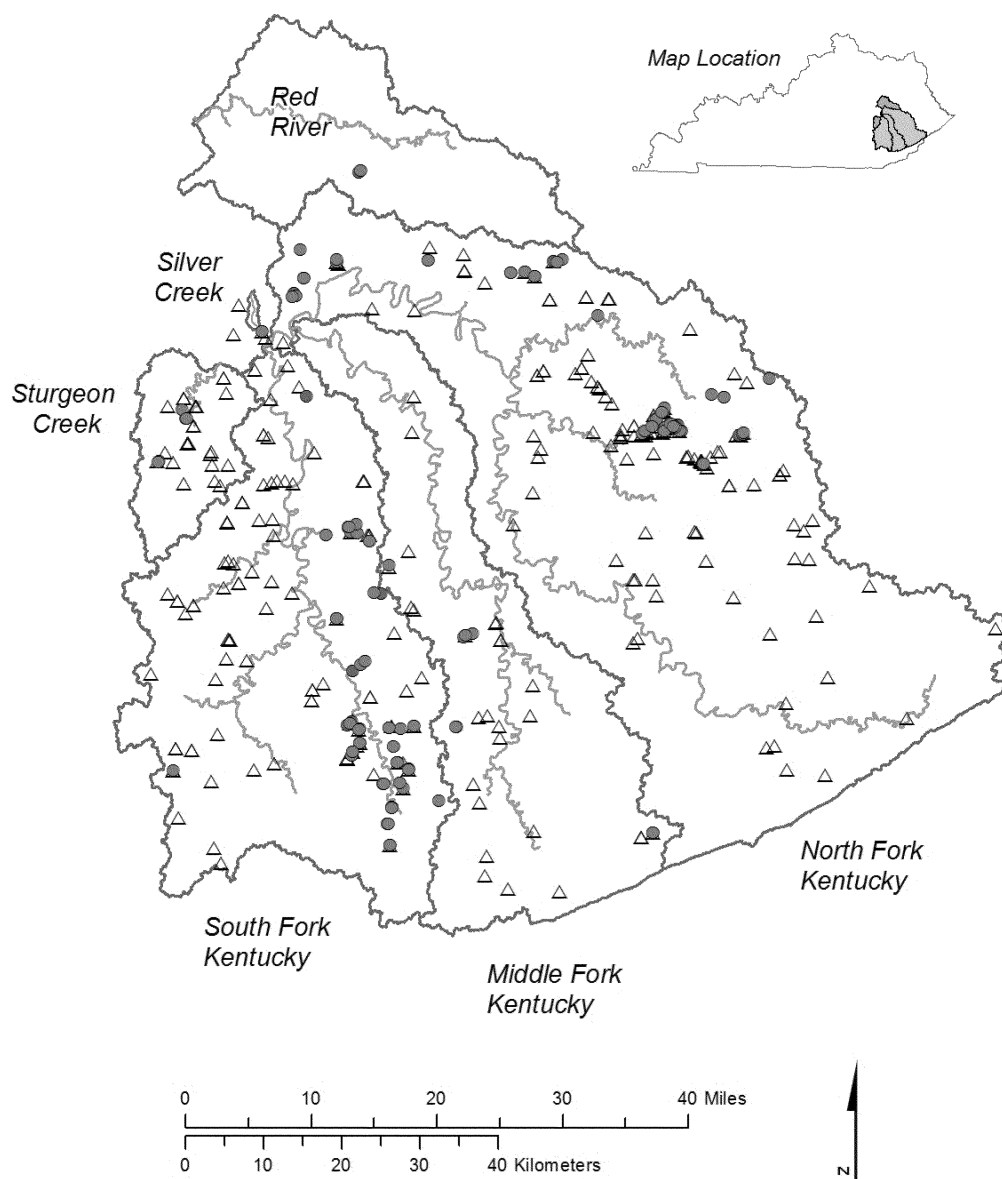 Map Location
Red
River
Silver
Creek
Sturgeon
Creek
North Fork
Kentucky
South Fork
Kentucky
Middle Fork
Kentucky
0 10 20 30 40 Miles
0 10 20 30 40 Kilometers
N